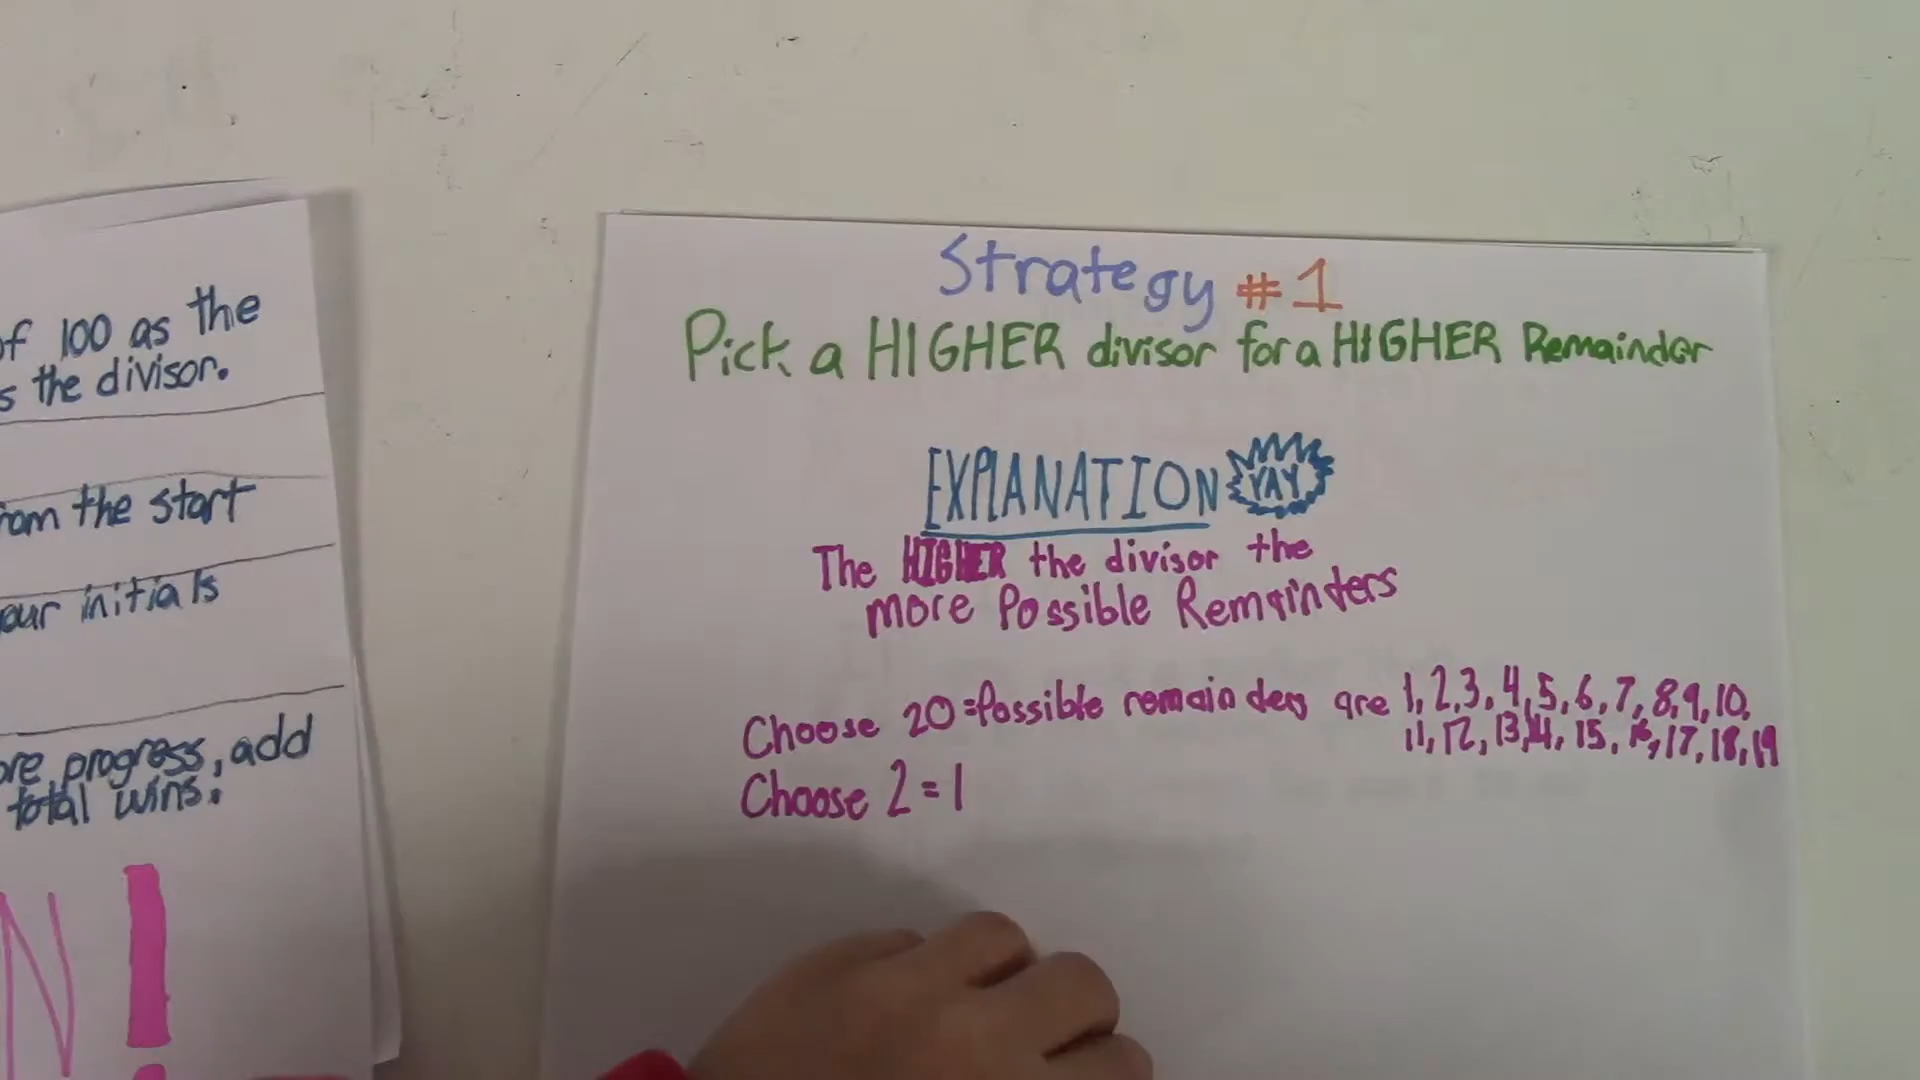 of 100 as the
the divisor.
the start
initials
progress, add
total wins.
N!
Strategy #1
Pick a HIGHER divisor for a HIGHER Remainder
EXPLANATION YAY
The HIGHER the divisor the
more Possible Remainders
Choose 20=Possible remainders are 1, 2, 3, 4, 5, 6, 7, 8, 9, 10,
11, 12, 13, 14, 15, 16, 17, 18, 19
Choose 2=1